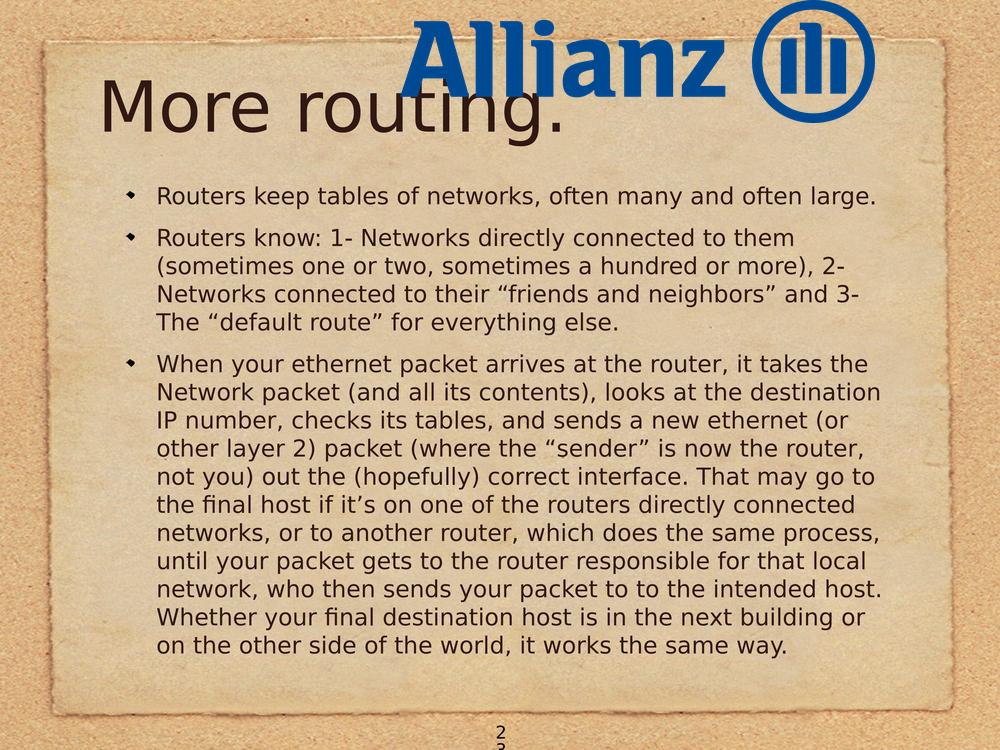 Allianz
More routing.
Routers keep tables of networks, often many and often large.
Routers know: 1- Networks directly connected to them
(sometimes one or two, sometimes a hundred or more), 2-
Networks connected to their “friends and neighbors” and 3-
The “default route” for everything else.
When your ethernet packet arrives at the router, it takes the
Network packet (and all its contents), looks at the destination
IP number, checks its tables, and sends a new ethernet (or
other layer 2) packet (where the “sender” is now the router,
not you) out the (hopefully) correct interface. That may go to
the final host if it’s on one of the routers directly connected
networks, or to another router, which does the same process,
until your packet gets to the router responsible for that local
network, who then sends your packet to to the intended host.
Whether your final destination host is in the next building or
on the other side of the world, it works the same way.
2